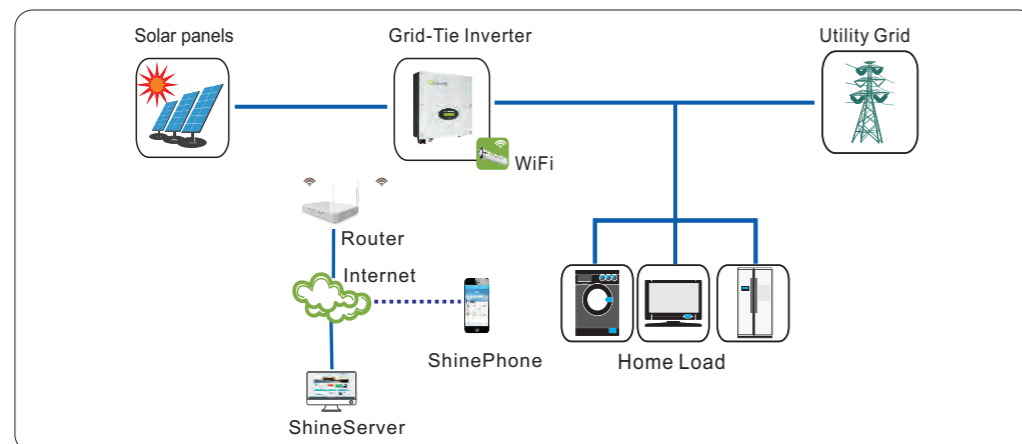 Solar panels
Grid-Tie Inverter
Utility Grid
WiFi
Router
Internet
ShinePhone
Home Load
ShineServer